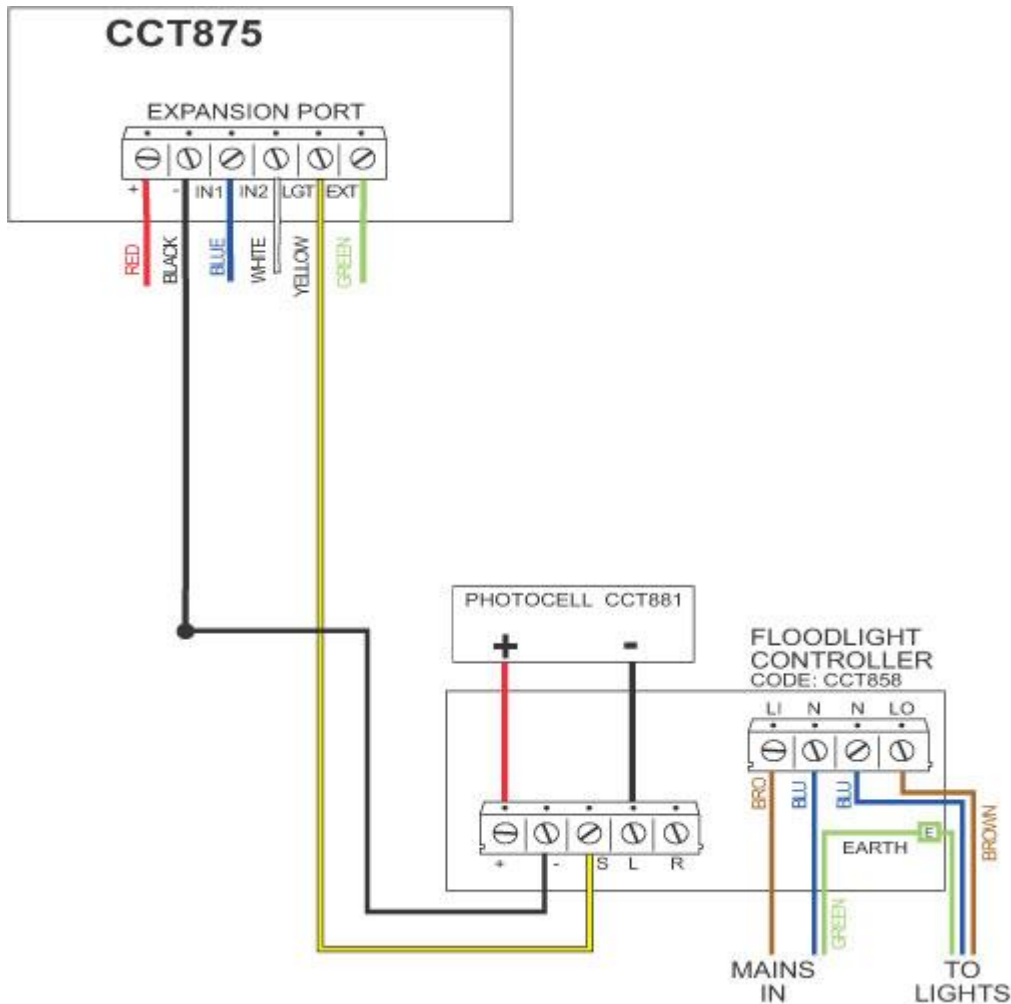 CCT875
EXPANSION PORT
+ - IN1 IN2 LGT EXT
RED
BLACK
BLUE
WHITE
YELLOW
GREEN
PHOTOCELL CCT881
+ -
FLOODLIGHT
CONTROLLER
CODE: CCT858
LI N N LO
BRO
BLU
BLU
BROWN
E
EARTH
GREEN
+ - S L R
MAINS
IN
TO
LIGHTS